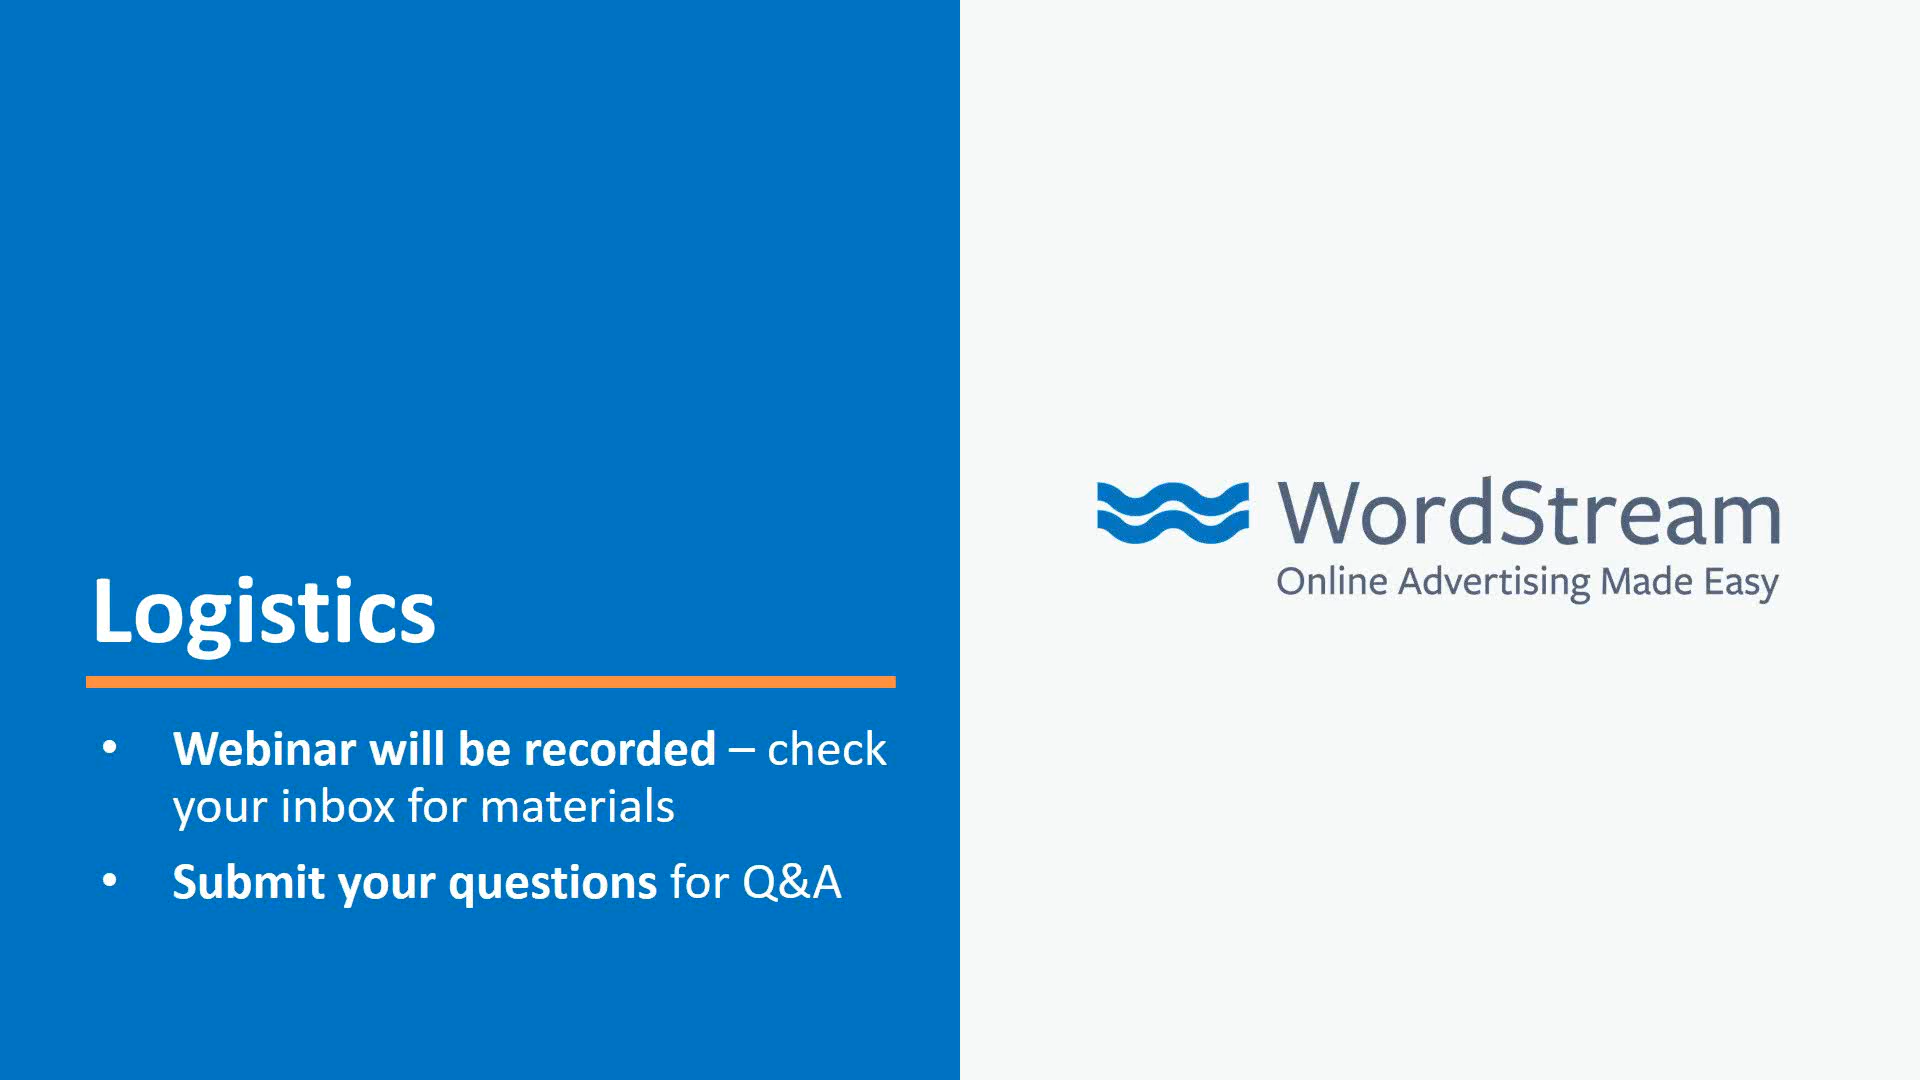 Logistics
• Webinar will be recorded – check
your inbox for materials
• Submit your questions for Q&A
WordStream
Online Advertising Made Easy